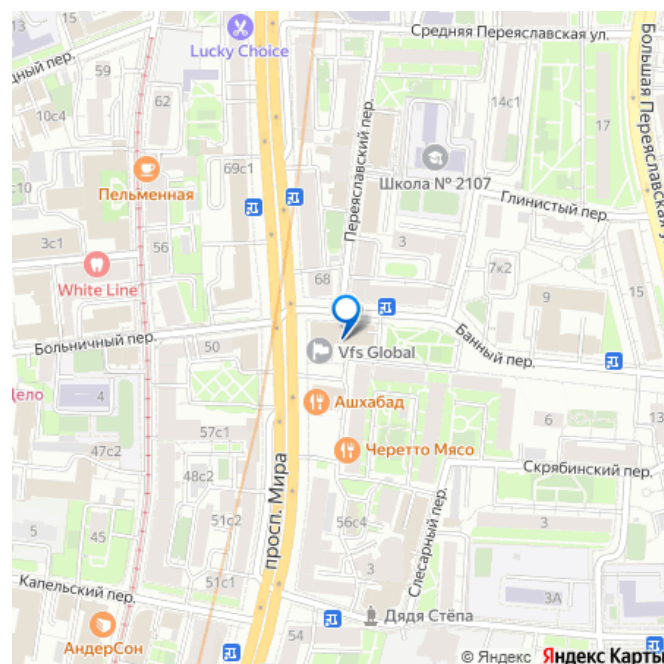 Средняя Переяславская ул.
Lucky Choice
дный пер.
59
62
10с4
14с1
17
Большая Переяславская у
Переяславский пер.
69с1
Школа № 2107
Пельменная
Глинистый пер.
с10
3с1
56
3
White Line
68
7к2
9
15
Больничный пер.
50
Vfs Global
Банный пер.
Дело
4
Ашхабад
57с1
6
13
47с2
Черетто Мясо
48с2
просп. Мира
Скрябинский пер.
Слесарный пер.
5
45
51с2
56с4
3
3
51с1
3А
Капельский пер.
Дядя Стёпа
АндерСон
54
© Яндекс Яндекс Карты